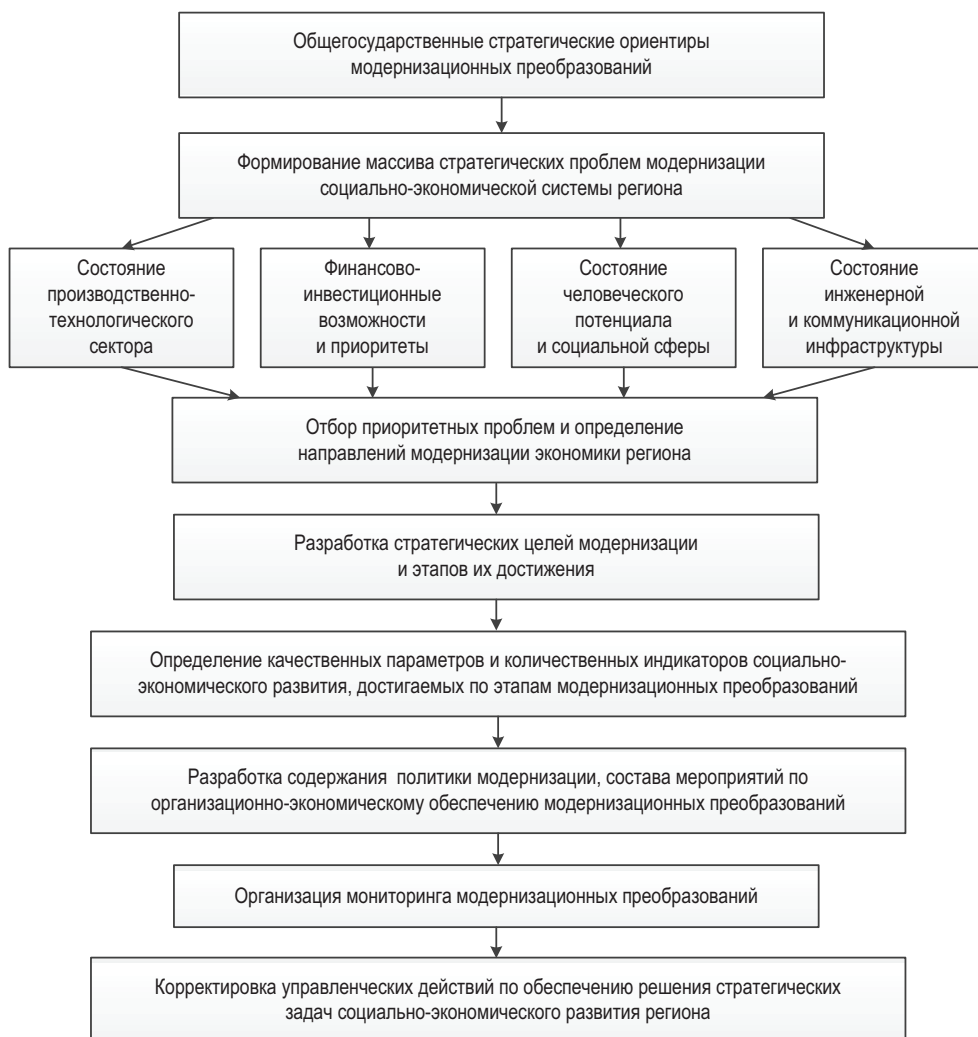 Общегосударственные стратегические ориентиры
модернизационных преобразований
Формирование массива стратегических проблем модернизации
социально-экономической системы региона
Состояние
производственно-
технологического
сектора
Финансово-
инвестиционные
возможности
и приоритеты
Состояние
человеческого
потенциала
и социальной сферы
Состояние
инженерной
и коммуникационной
инфраструктуры
Отбор приоритетных проблем и определение
направлений модернизации экономики региона
Разработка стратегических целей модернизации
и этапов их достижения
Определение качественных параметров и количественных индикаторов социально-
экономического развития, достигаемых по этапам модернизационных преобразований
Разработка содержания политики модернизации, состава мероприятий по
организационно-экономическому обеспечению модернизационных преобразований
Организация мониторинга модернизационных преобразований
Корректировка управленческих действий по обеспечению решения стратегических
задач социально-экономического развития региона